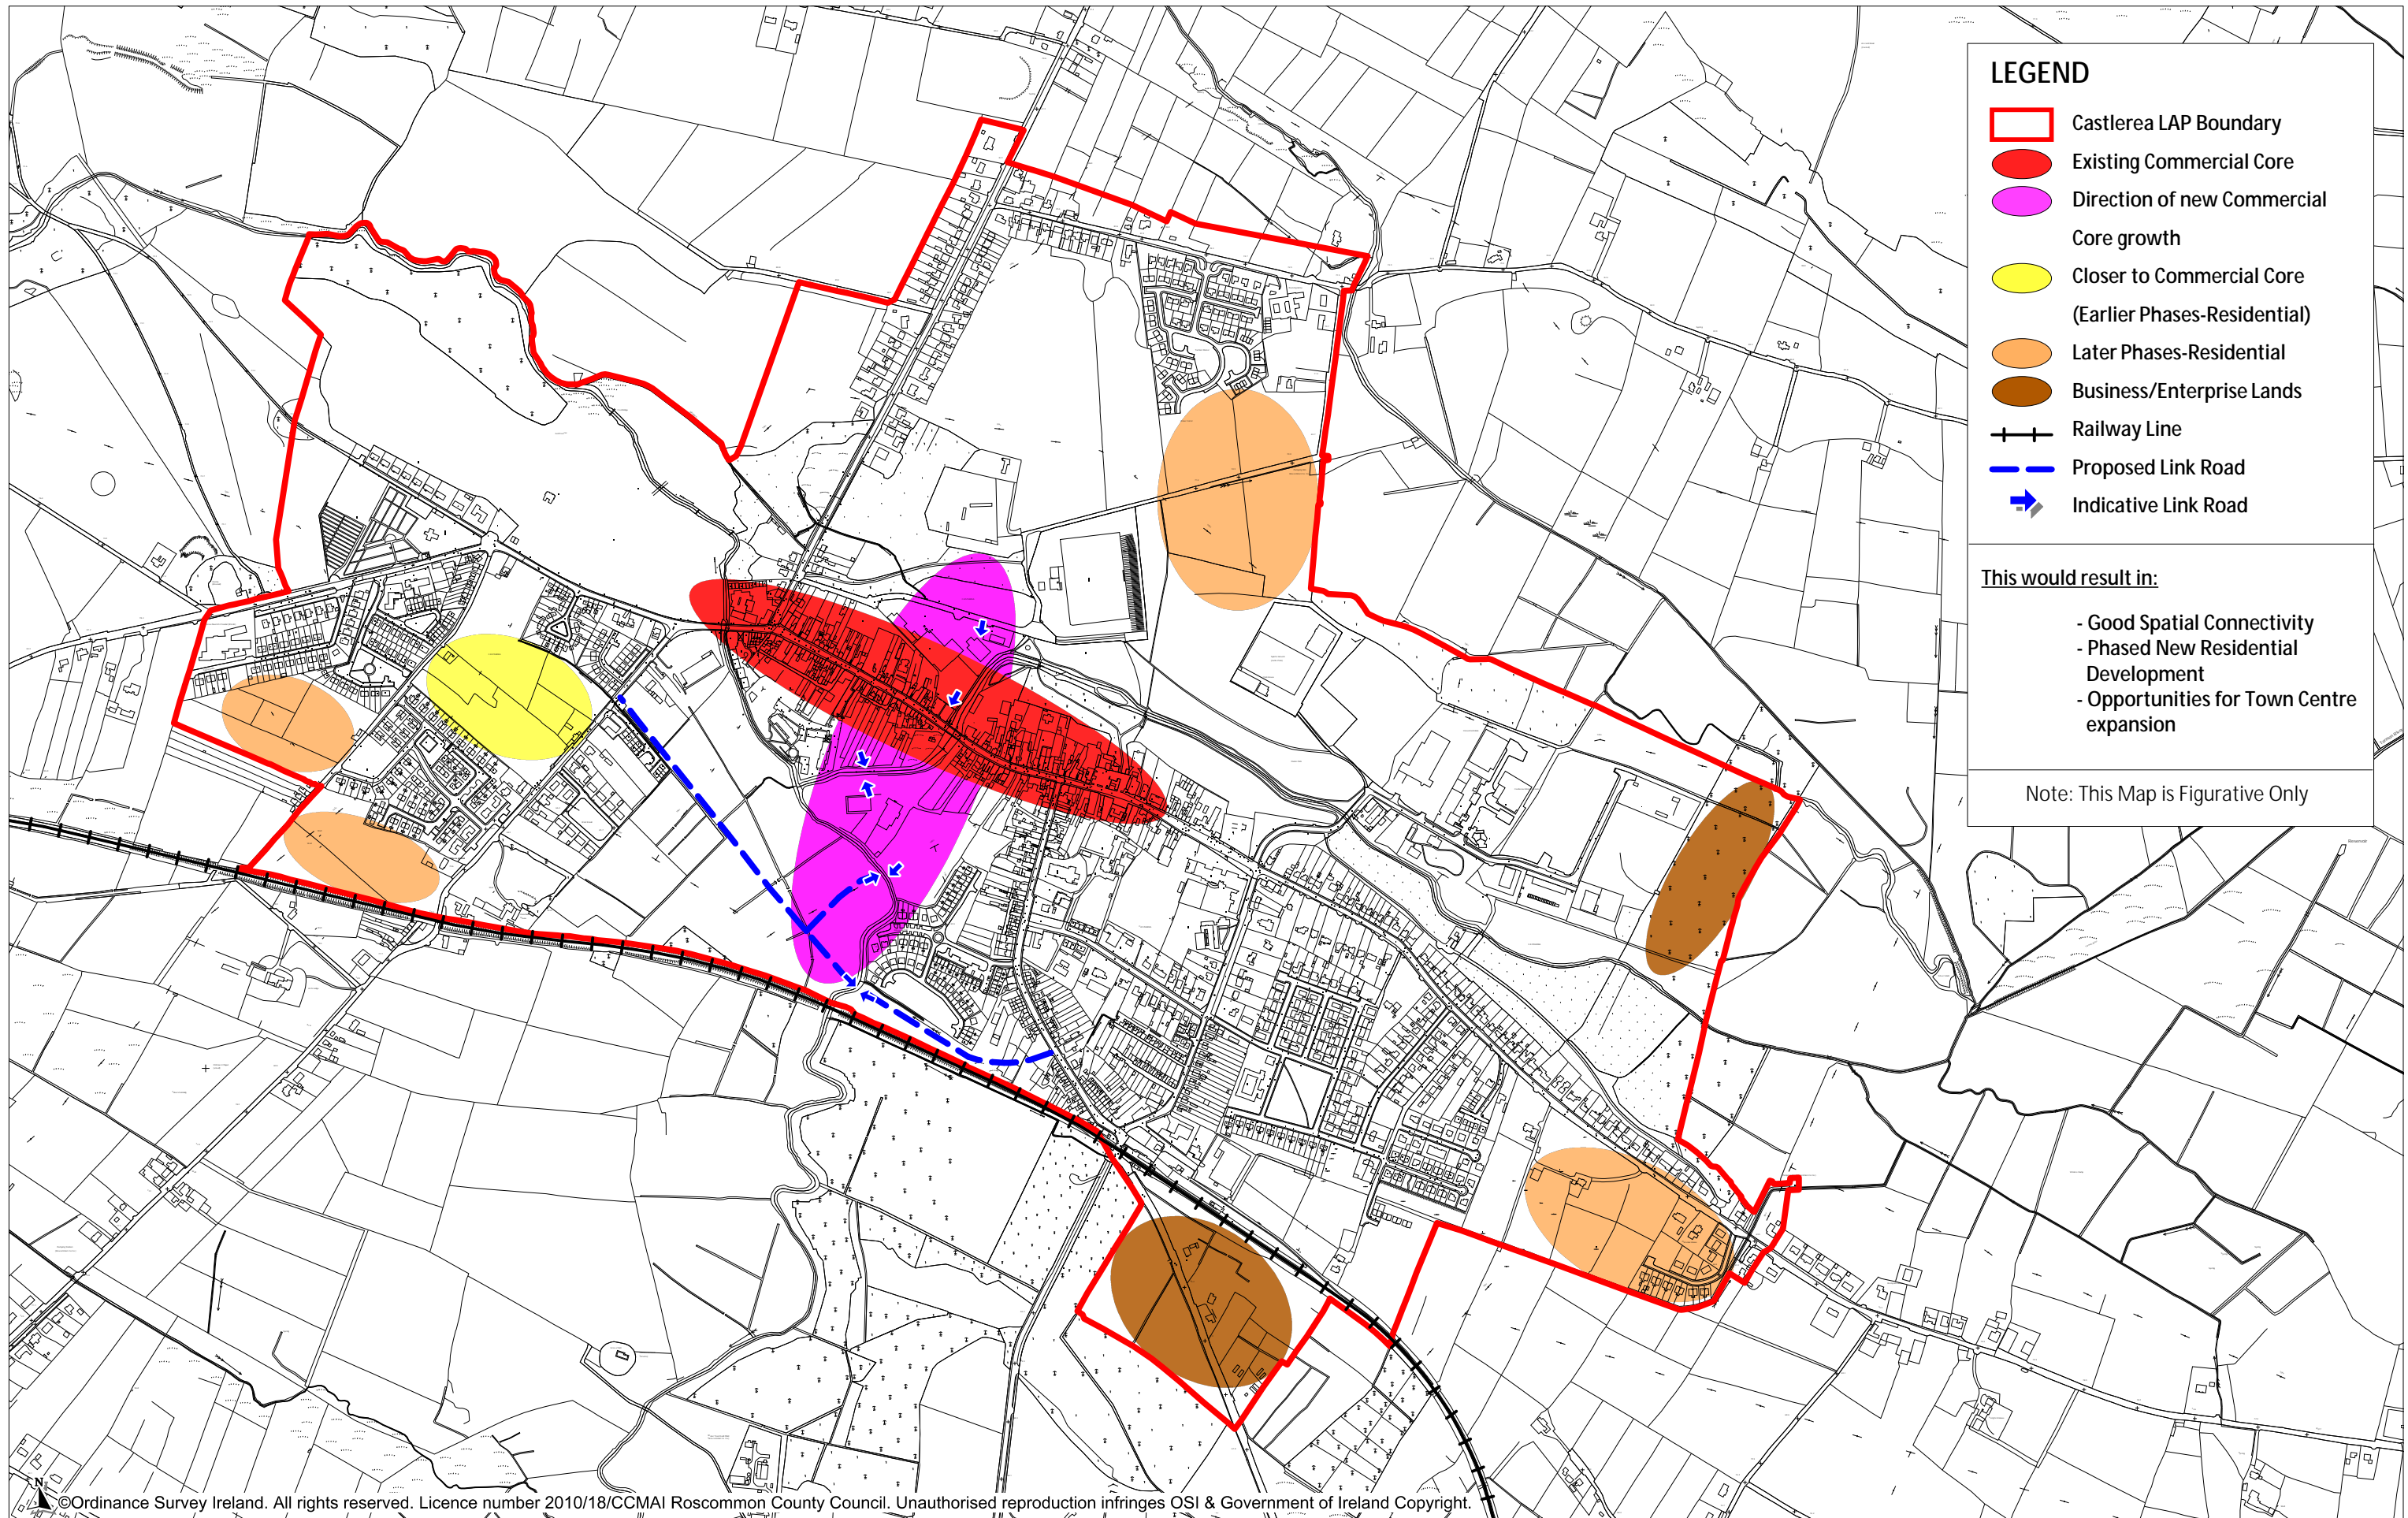 LEGEND
Castlerea LAP Boundary
Existing Commercial Core
Direction of new Commercial
Core growth
Closer to Commercial Core
(Earlier Phases-Residential)
Later Phases-Residential
Business/Enterprise Lands
Railway Line
Proposed Link Road
Indicative Link Road
This would result in:
- Good Spatial Connectivity
- Phased New Residential
Development
- Opportunities for Town Centre
expansion
Note: This Map is Figurative Only
N
©Ordinance Survey Ireland. All rights reserved. Licence number 2010/18/CCMAI Roscommon County Council. Unauthorised reproduction infringes OSI & Government of Ireland Copyright.